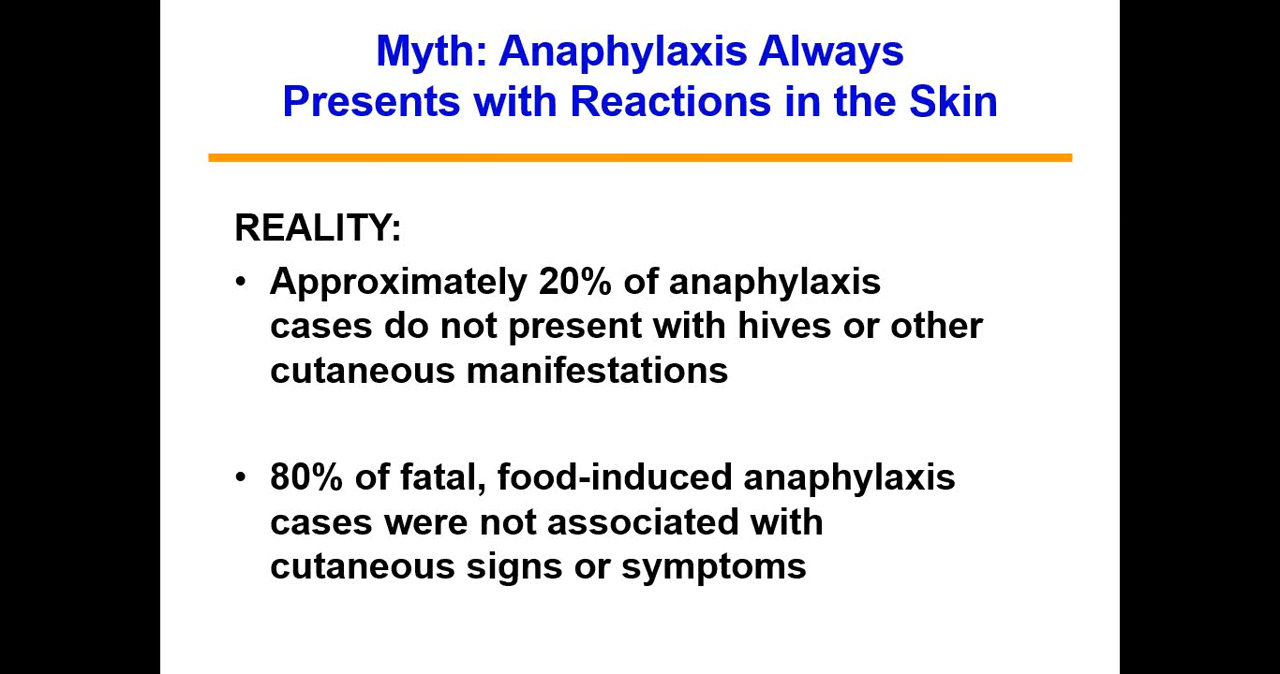 Myth: Anaphylaxis Always
Presents with Reactions in the Skin
REALITY:
• Approximately 20% of anaphylaxis
cases do not present with hives or other
cutaneous manifestations
• 80% of fatal, food-induced anaphylaxis
cases were not associated with
cutaneous signs or symptoms